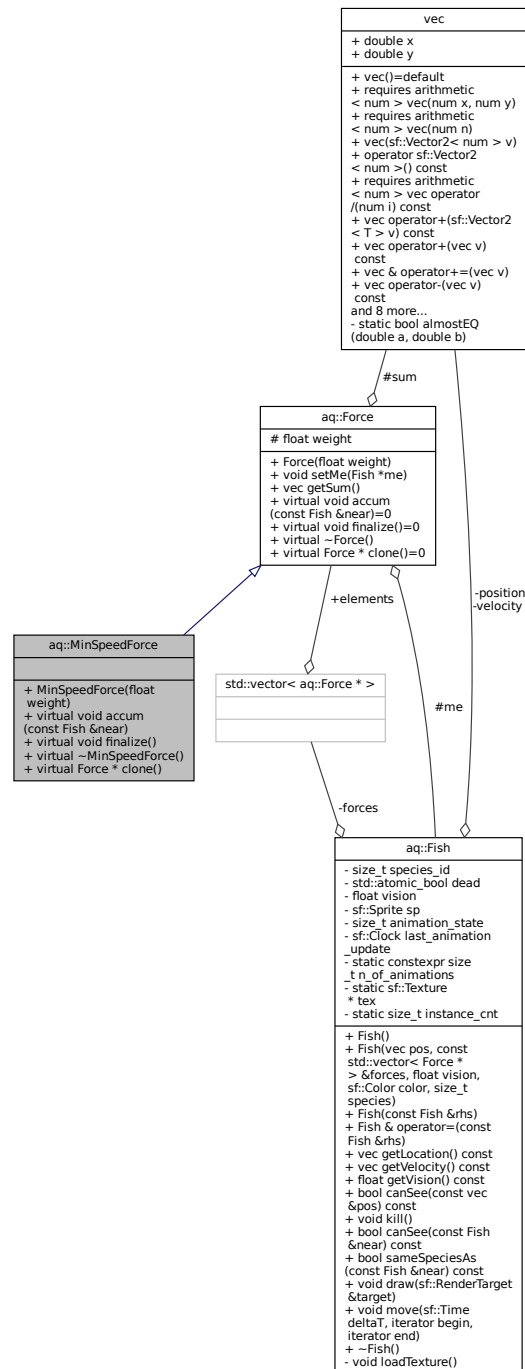 vec
+ double x
+ double y
+ vec()=default
+ requires arithmetic
< num > vec(num x, num y)
+ requires arithmetic
< num > vec(num n)
+ vec(sf::Vector2< num > v)
+ operator sf::Vector2
< num >() const
+ requires arithmetic
< num > vec operator
/(num i) const
+ vec operator+(sf::Vector2
< T > v) const
+ vec operator+(vec v)
const
+ vec & operator+=(vec v)
+ vec operator-(vec v)
const
and 8 more...
- static bool almostEQ
(double a, double b)
#sum
aq::Force
# float weight
+ Force(float weight)
+ void setMe(Fish *me)
+ vec getSum()
+ virtual void accum
(const Fish &near)=0
+ virtual void finalize()=0
+ virtual ~Force()
+ virtual Force * clone()=0
-position
-velocity
+elements
aq::MinSpeedForce
+ MinSpeedForce(float
weight)
+ virtual void accum
(const Fish &near)
+ virtual void finalize()
+ virtual ~MinSpeedForce()
+ virtual Force * clone()
std::vector< aq::Force * >
#me
-forces
aq::Fish
- size_t species_id
- std::atomic_bool dead
- float vision
- sf::Sprite sp
- size_t animation_state
- sf::Clock last_animation
_update
- static constexpr size
_t n_of_animations
- static sf::Texture
* tex
- static size_t instance_cnt
+ Fish()
+ Fish(vec pos, const
std::vector< Force *
> &forces, float vision,
sf::Color color, size_t
species)
+ Fish(const Fish &rhs)
+ Fish & operator=(const
Fish &rhs)
+ vec getLocation() const
+ vec getVelocity() const
+ float getVision() const
+ bool canSee(const vec
&pos) const
+ void kill()
+ bool canSee(const Fish
&near) const
+ bool sameSpeciesAs
(const Fish &near) const
+ void draw(sf::RenderTarget
&target)
+ void move(sf::Time
deltaT, iterator begin,
iterator end)
+ ~Fish()
- void loadTexture()